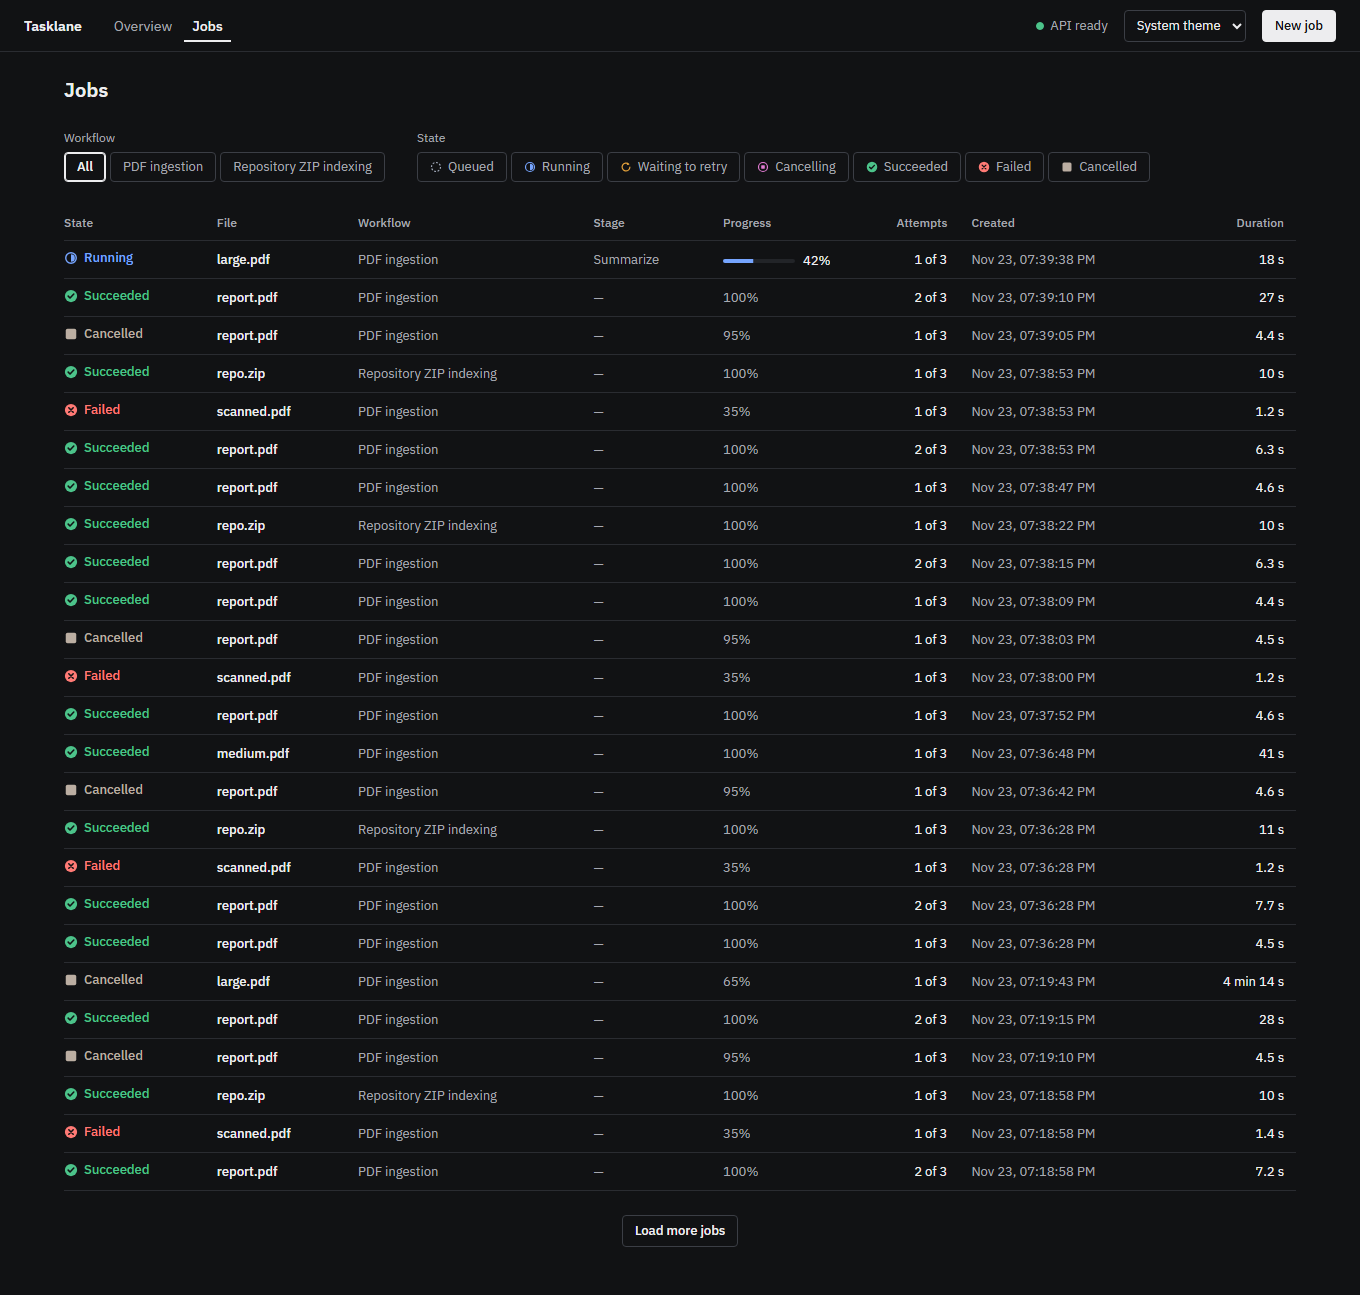 Tasklane Overview Jobs API ready System theme New job
Jobs
Workflow State
All PDF ingestion Repository ZIP indexing Queued Running Waiting to retry Cancelling Succeeded Failed Cancelled
State File Workflow Stage Progress Attempts Created Duration
Running large.pdf PDF ingestion Summarize 42% 1 of 3 Nov 23, 07:39:38 PM 18 s
Succeeded report.pdf PDF ingestion — 100% 2 of 3 Nov 23, 07:39:10 PM 27 s
Cancelled report.pdf PDF ingestion — 95% 1 of 3 Nov 23, 07:39:05 PM 4.4 s
Succeeded repo.zip Repository ZIP indexing — 100% 1 of 3 Nov 23, 07:38:53 PM 10 s
Failed scanned.pdf PDF ingestion — 35% 1 of 3 Nov 23, 07:38:53 PM 1.2 s
Succeeded report.pdf PDF ingestion — 100% 2 of 3 Nov 23, 07:38:53 PM 6.3 s
Succeeded report.pdf PDF ingestion — 100% 1 of 3 Nov 23, 07:38:47 PM 4.6 s
Succeeded repo.zip Repository ZIP indexing — 100% 1 of 3 Nov 23, 07:38:22 PM 10 s
Succeeded report.pdf PDF ingestion — 100% 2 of 3 Nov 23, 07:38:15 PM 6.3 s
Succeeded report.pdf PDF ingestion — 100% 1 of 3 Nov 23, 07:38:09 PM 4.4 s
Cancelled report.pdf PDF ingestion — 95% 1 of 3 Nov 23, 07:38:03 PM 4.5 s
Failed scanned.pdf PDF ingestion — 35% 1 of 3 Nov 23, 07:38:00 PM 1.2 s
Succeeded report.pdf PDF ingestion — 100% 1 of 3 Nov 23, 07:37:52 PM 4.6 s
Succeeded medium.pdf PDF ingestion — 100% 1 of 3 Nov 23, 07:36:48 PM 41 s
Cancelled report.pdf PDF ingestion — 95% 1 of 3 Nov 23, 07:36:42 PM 4.6 s
Succeeded repo.zip Repository ZIP indexing — 100% 1 of 3 Nov 23, 07:36:28 PM 11 s
Failed scanned.pdf PDF ingestion — 35% 1 of 3 Nov 23, 07:36:28 PM 1.2 s
Succeeded report.pdf PDF ingestion — 100% 2 of 3 Nov 23, 07:36:28 PM 7.7 s
Succeeded report.pdf PDF ingestion — 100% 1 of 3 Nov 23, 07:36:28 PM 4.5 s
Cancelled large.pdf PDF ingestion — 65% 1 of 3 Nov 23, 07:19:43 PM 4 min 14 s
Succeeded report.pdf PDF ingestion — 100% 2 of 3 Nov 23, 07:19:15 PM 28 s
Cancelled report.pdf PDF ingestion — 95% 1 of 3 Nov 23, 07:19:10 PM 4.5 s
Succeeded repo.zip Repository ZIP indexing — 100% 1 of 3 Nov 23, 07:18:58 PM 10 s
Failed scanned.pdf PDF ingestion — 35% 1 of 3 Nov 23, 07:18:58 PM 1.4 s
Succeeded report.pdf PDF ingestion — 100% 2 of 3 Nov 23, 07:18:58 PM 7.2 s
Load more jobs